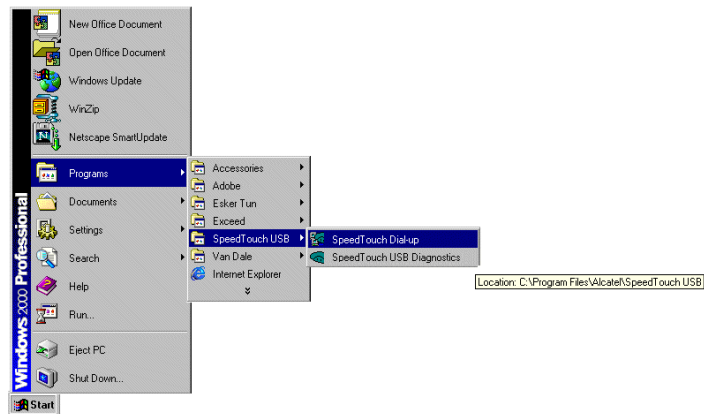 New Office Document
Open Office Document
Windows Update
WinZip
Netscape SmartUpdate
Programs
Documents
Settings
Search
Help
Run...
Eject PC
Shut Down...
Windows 2000 Professional
Start
Accessories
Adobe
Esker Tun
Exceed
SpeedTouch USB
Van Dale
Internet Explorer
SpeedTouch Dial-up
SpeedTouch USB Diagnostics
Location: C:\Program Files\Alcatel\SpeedTouch USB